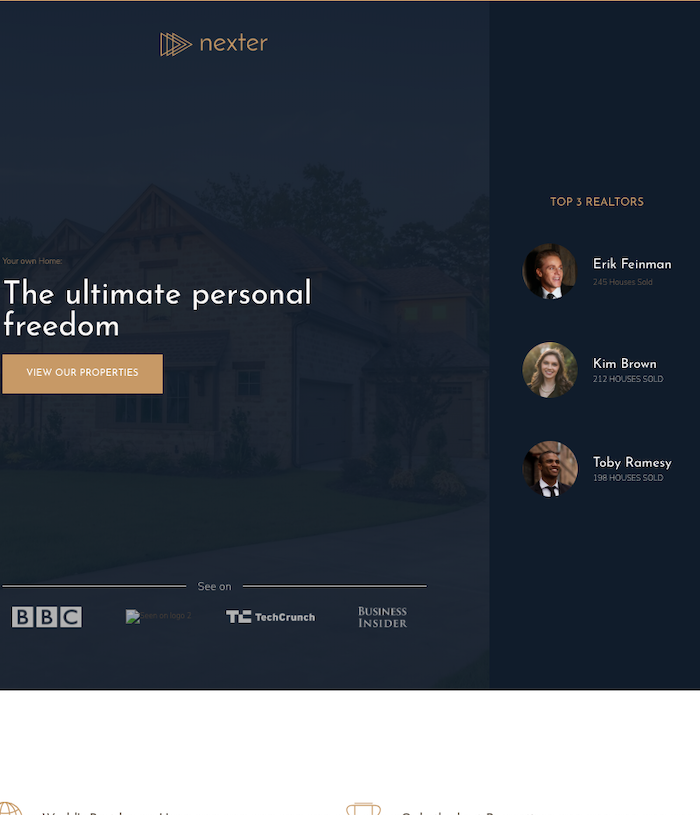 nexter
TOP 3 REALTORS
Your own Home:
The ultimate personal
freedom
VIEW OUR PROPERTIES
Erik Feinman
245 Houses Sold
Kim Brown
212 HOUSES SOLD
Toby Ramesy
198 HOUSES SOLD
See on
BBC
Seen on logo 2
TechCrunch
BUSINESS
INSIDER